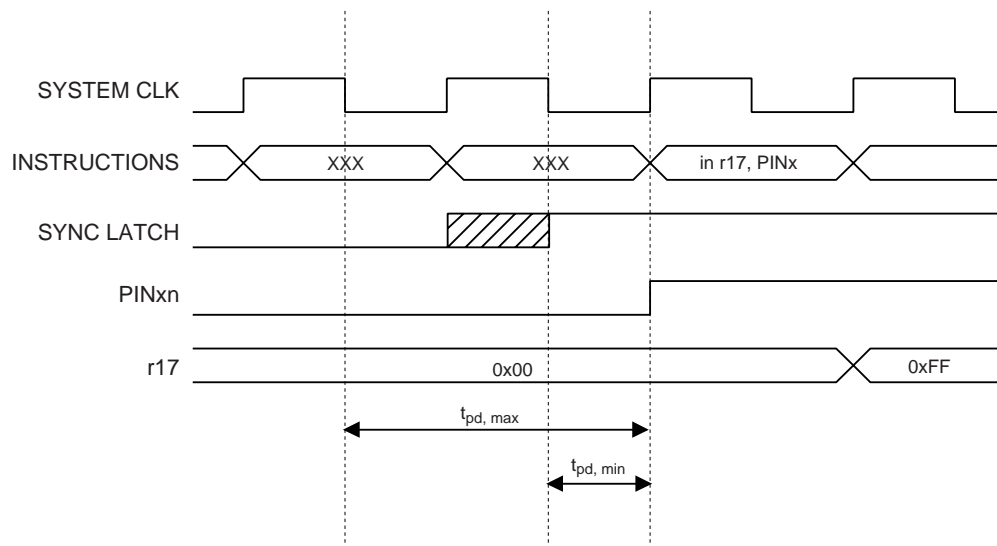 SYSTEM CLK
INSTRUCTIONS XXX XXX in r17, PINx
SYNC LATCH
PINxn
r17 0x00 0xFF
tpd, max
tpd, min